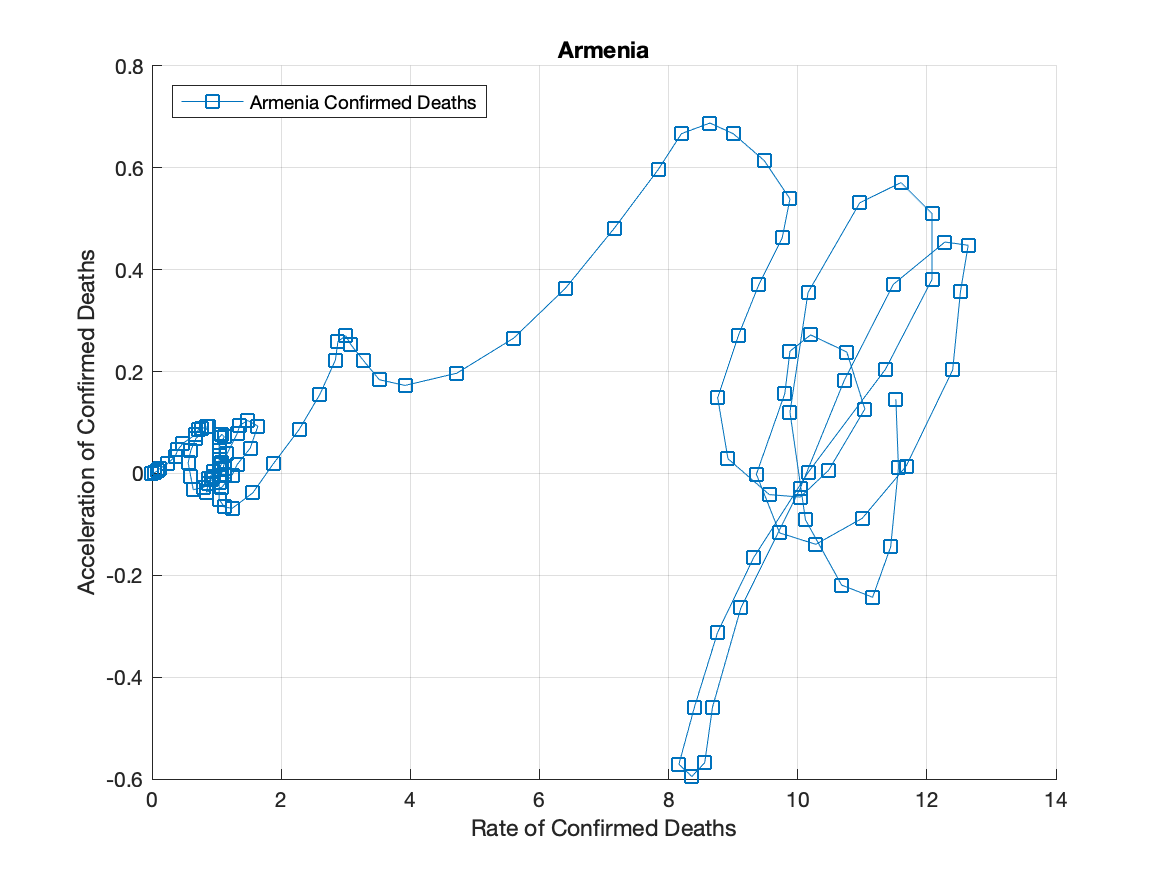 Armenia
Armenia Confirmed Deaths
0.8
0.6
0.4
0.2
0
-0.2
-0.4
-0.6
Acceleration of Confirmed Deaths
0 2 4 6 8 10 12 14
Rate of Confirmed Deaths